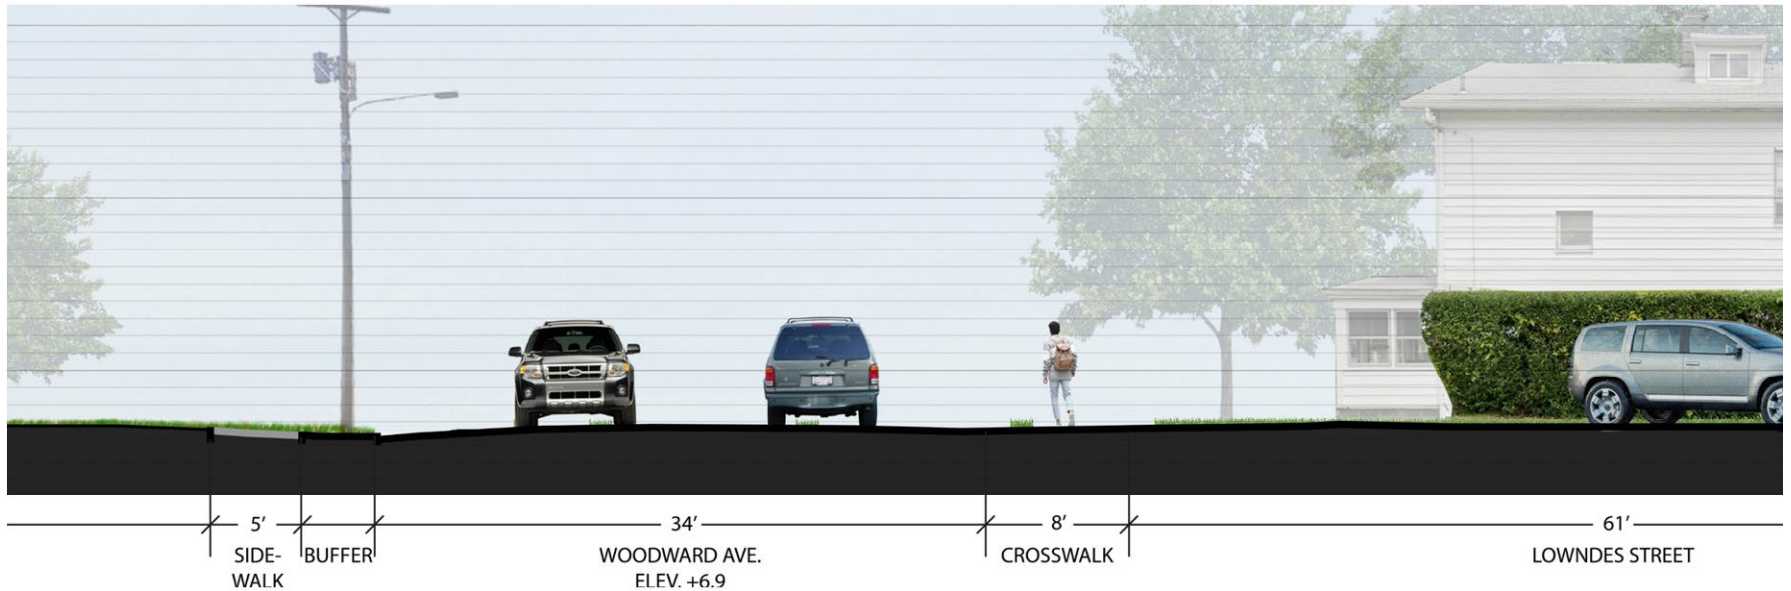 5'
SIDE-
WALK
BUFFER
34'
WOODWARD AVE.
ELEV. +6.9
8'
CROSSWALK
61'
LOWNDES STREET